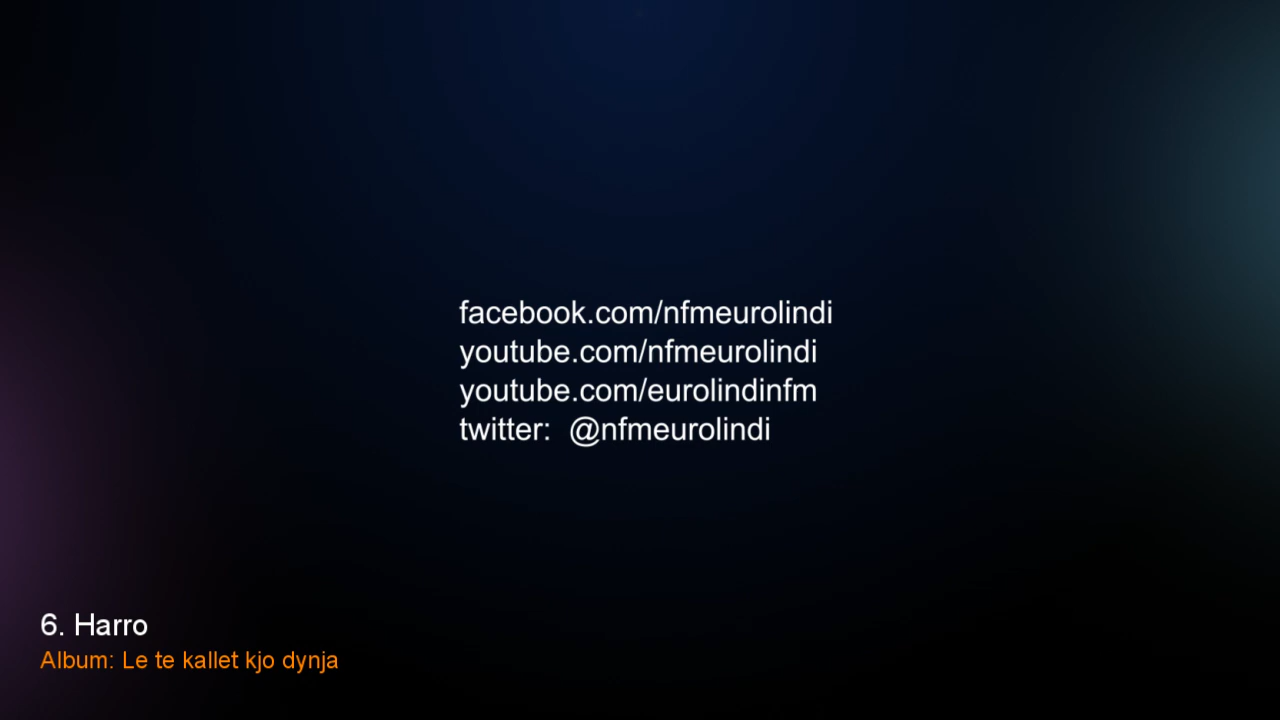 facebook.com/nfmeurolindi
youtube.com/nfmeurolindi
youtube.com/eurolindinfm
twitter: @nfmeurolindi
6. Harro
Album: Le te kallet kjo dynja